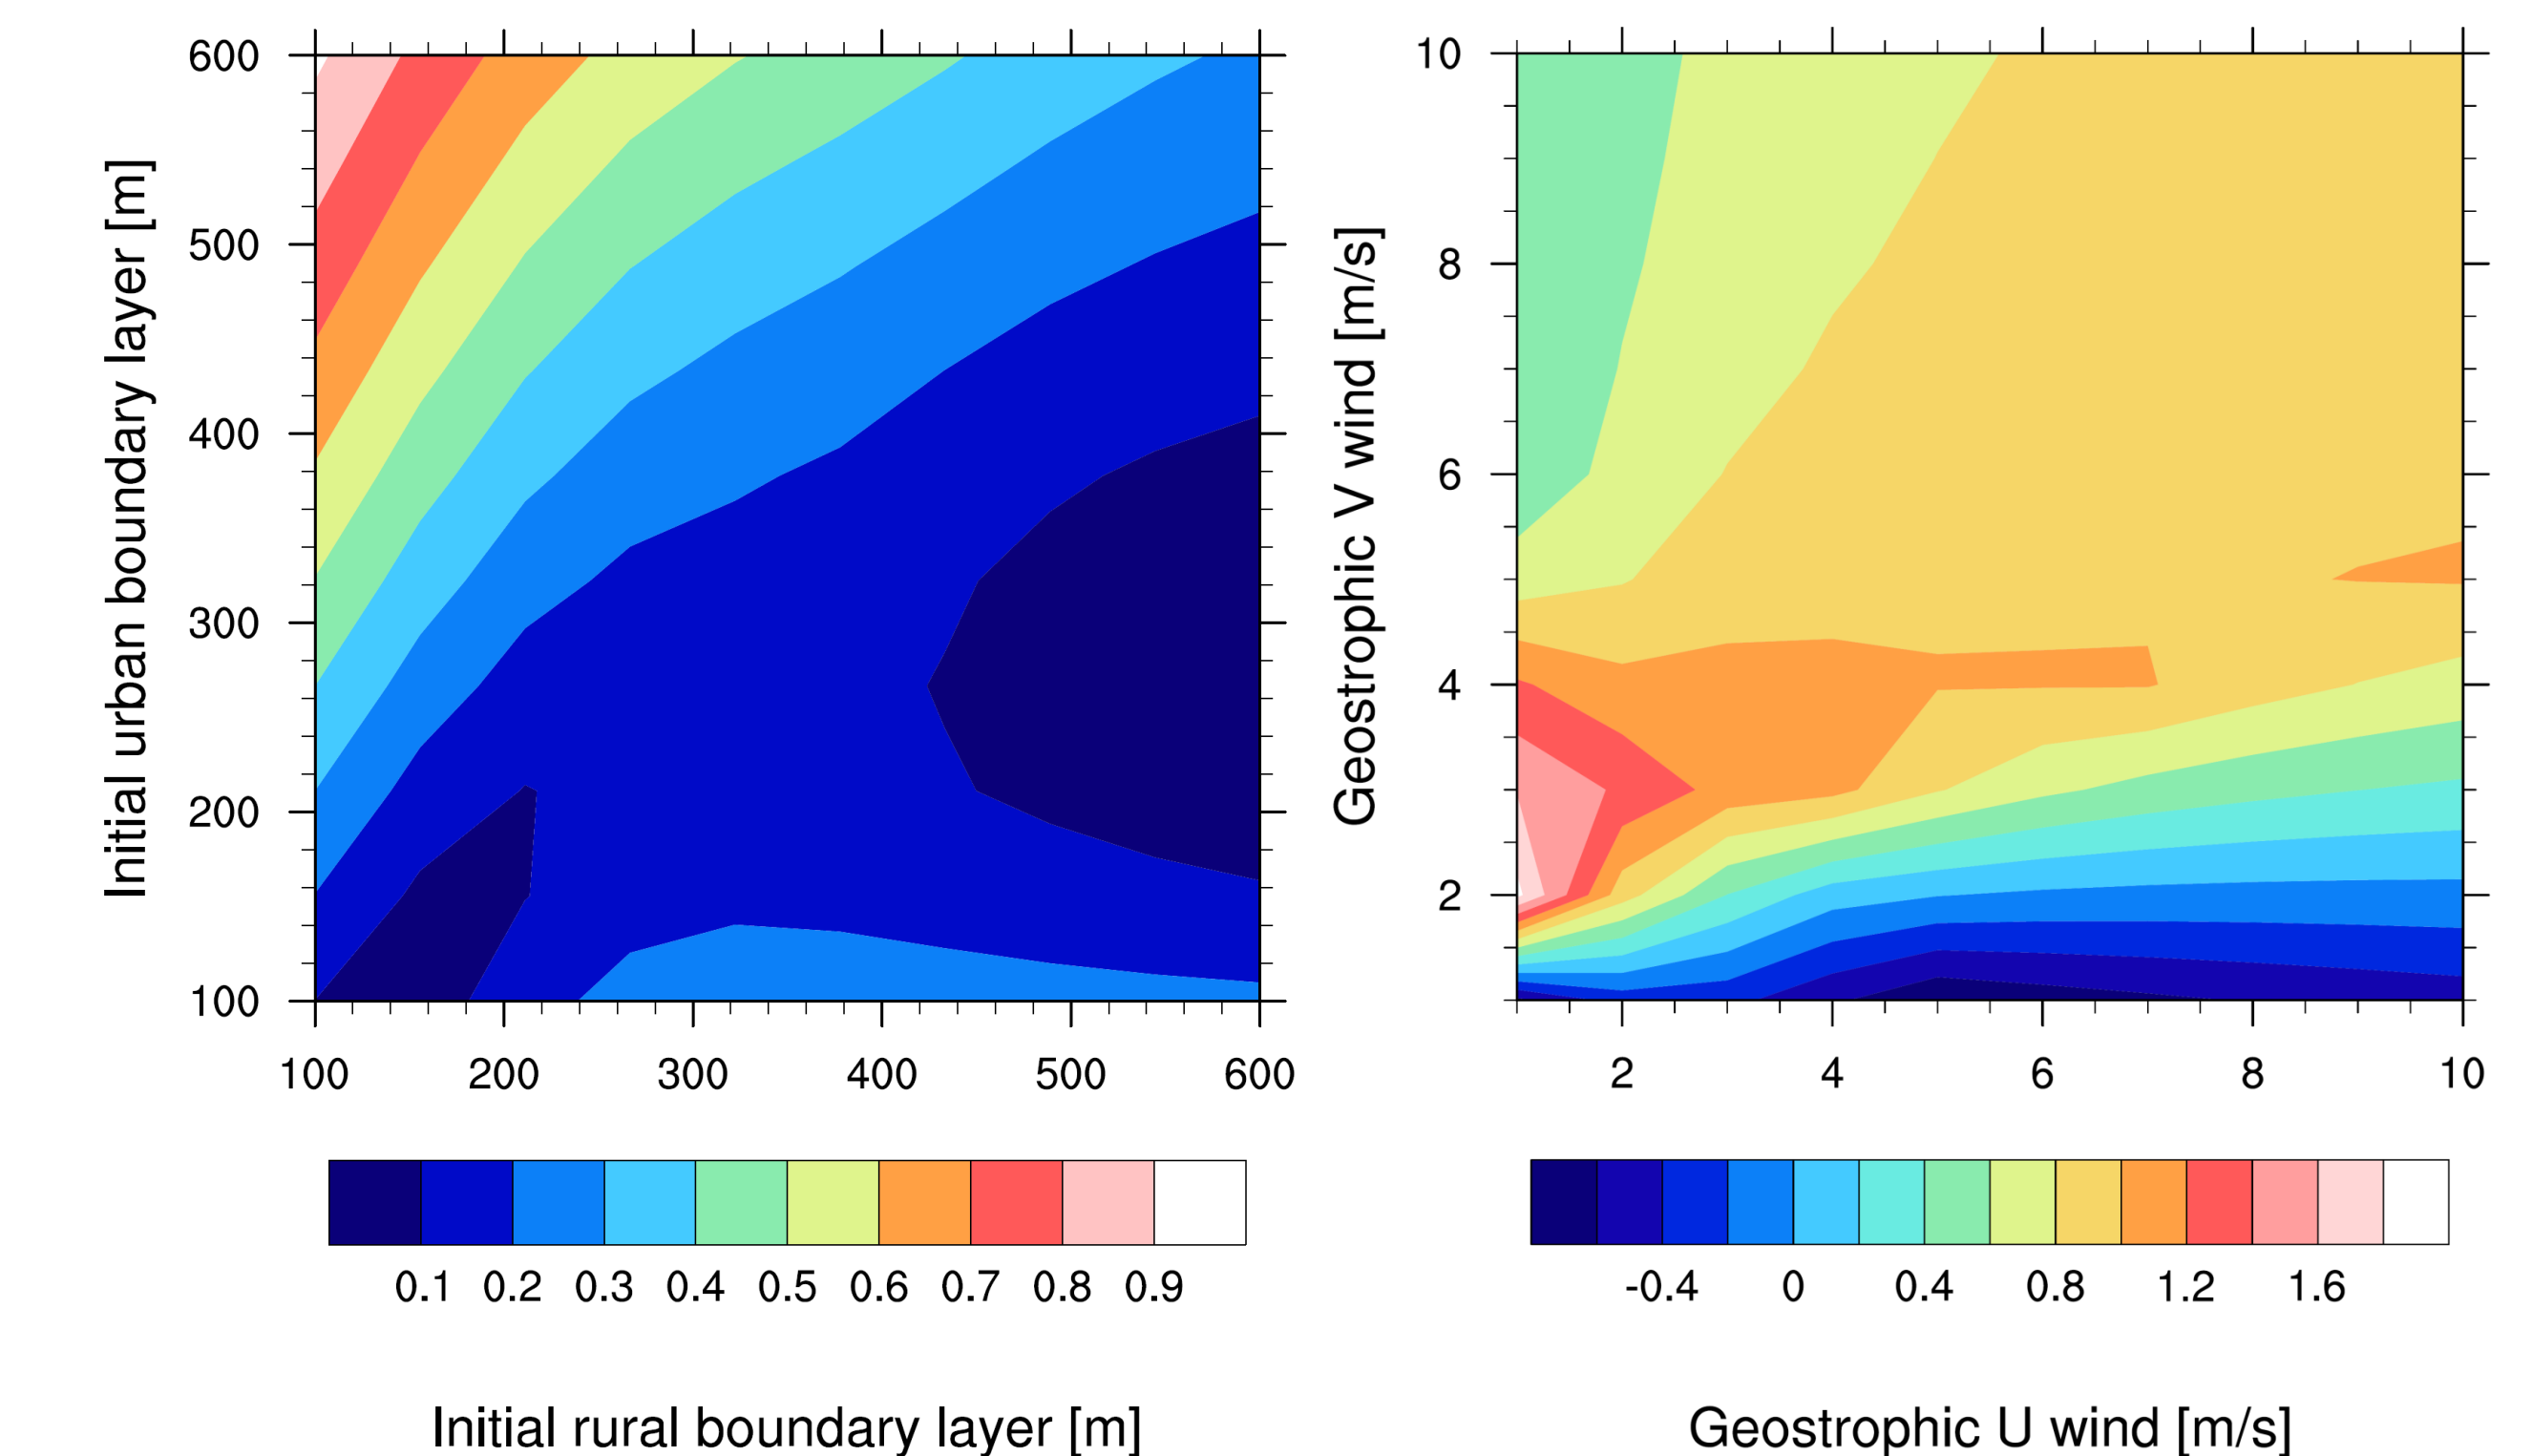 Initial urban boundary layer [m]
600
500
400
300
200
100
100 200 300 400 500 600
0.1 0.2 0.3 0.4 0.5 0.6 0.7 0.8 0.9
Initial rural boundary layer [m]
Geostrophic V wind [m/s]
10
8
6
4
2
2 4 6 8 10
-0.4 0 0.4 0.8 1.2 1.6
Geostrophic U wind [m/s]